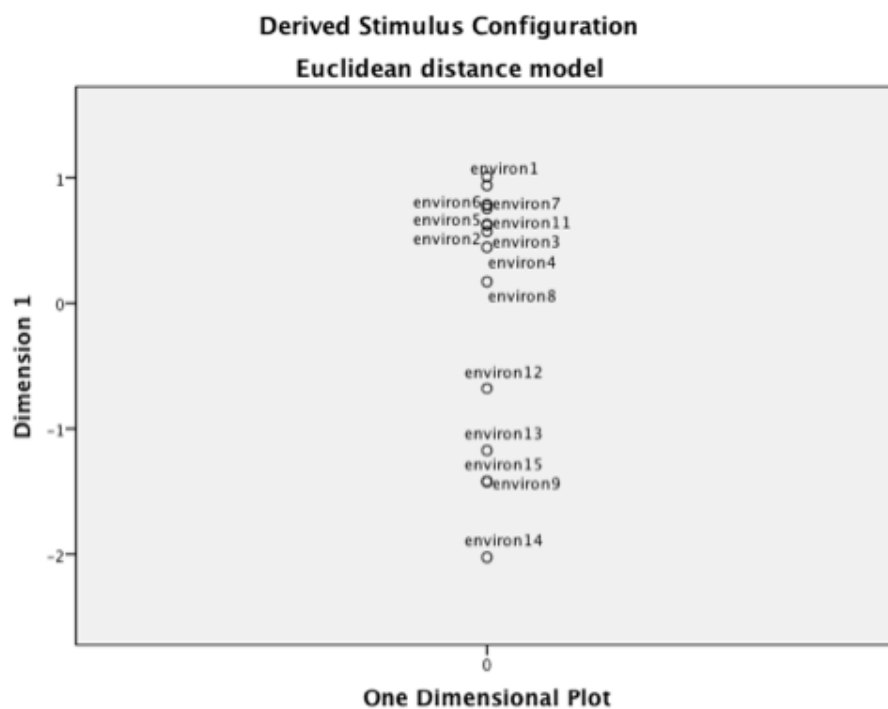 Derived Stimulus Configuration
Euclidean distance model
environ1
1
environ6 environ7
environ5 environ11
environ2 environ3
environ4
0
environ8
Dimension 1
environ12
-1
environ13
environ15
environ9
environ14
-2
0
One Dimensional Plot